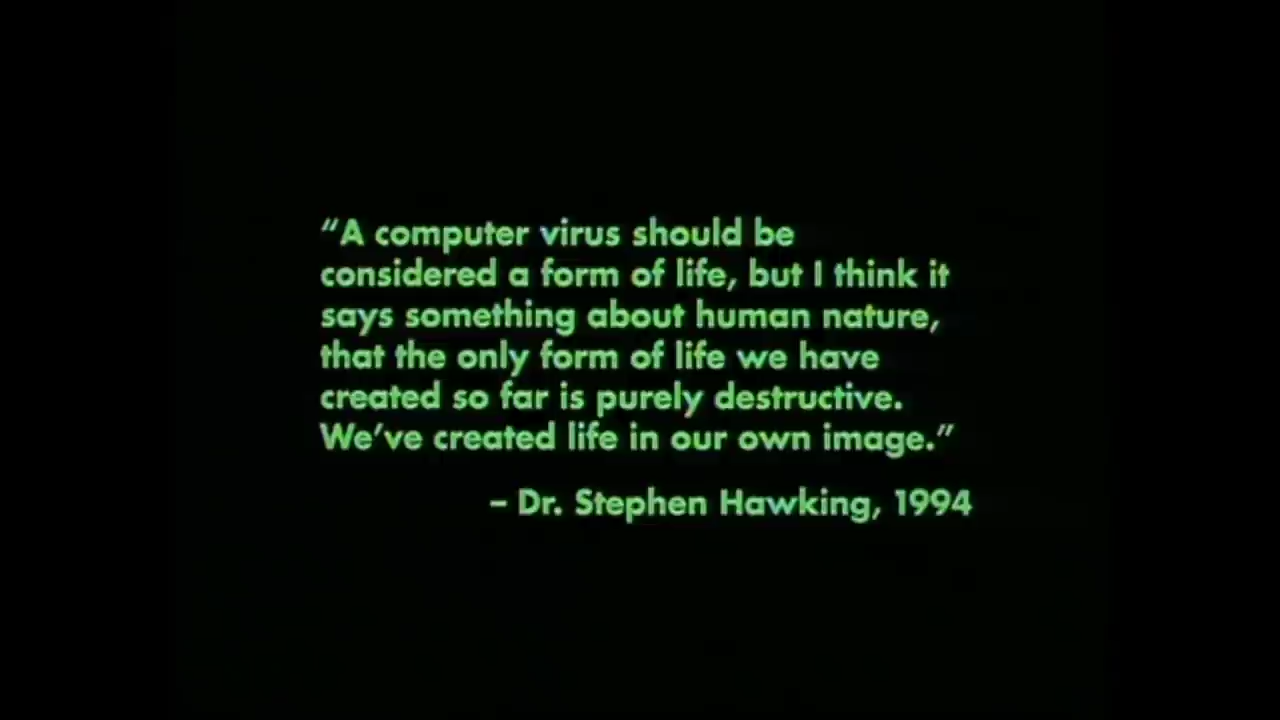 “A computer virus should be
considered a form of life, but I think it
says something about human nature,
that the only form of life we have
created so far is purely destructive.
We’ve created life in our own image.”
– Dr. Stephen Hawking, 1994